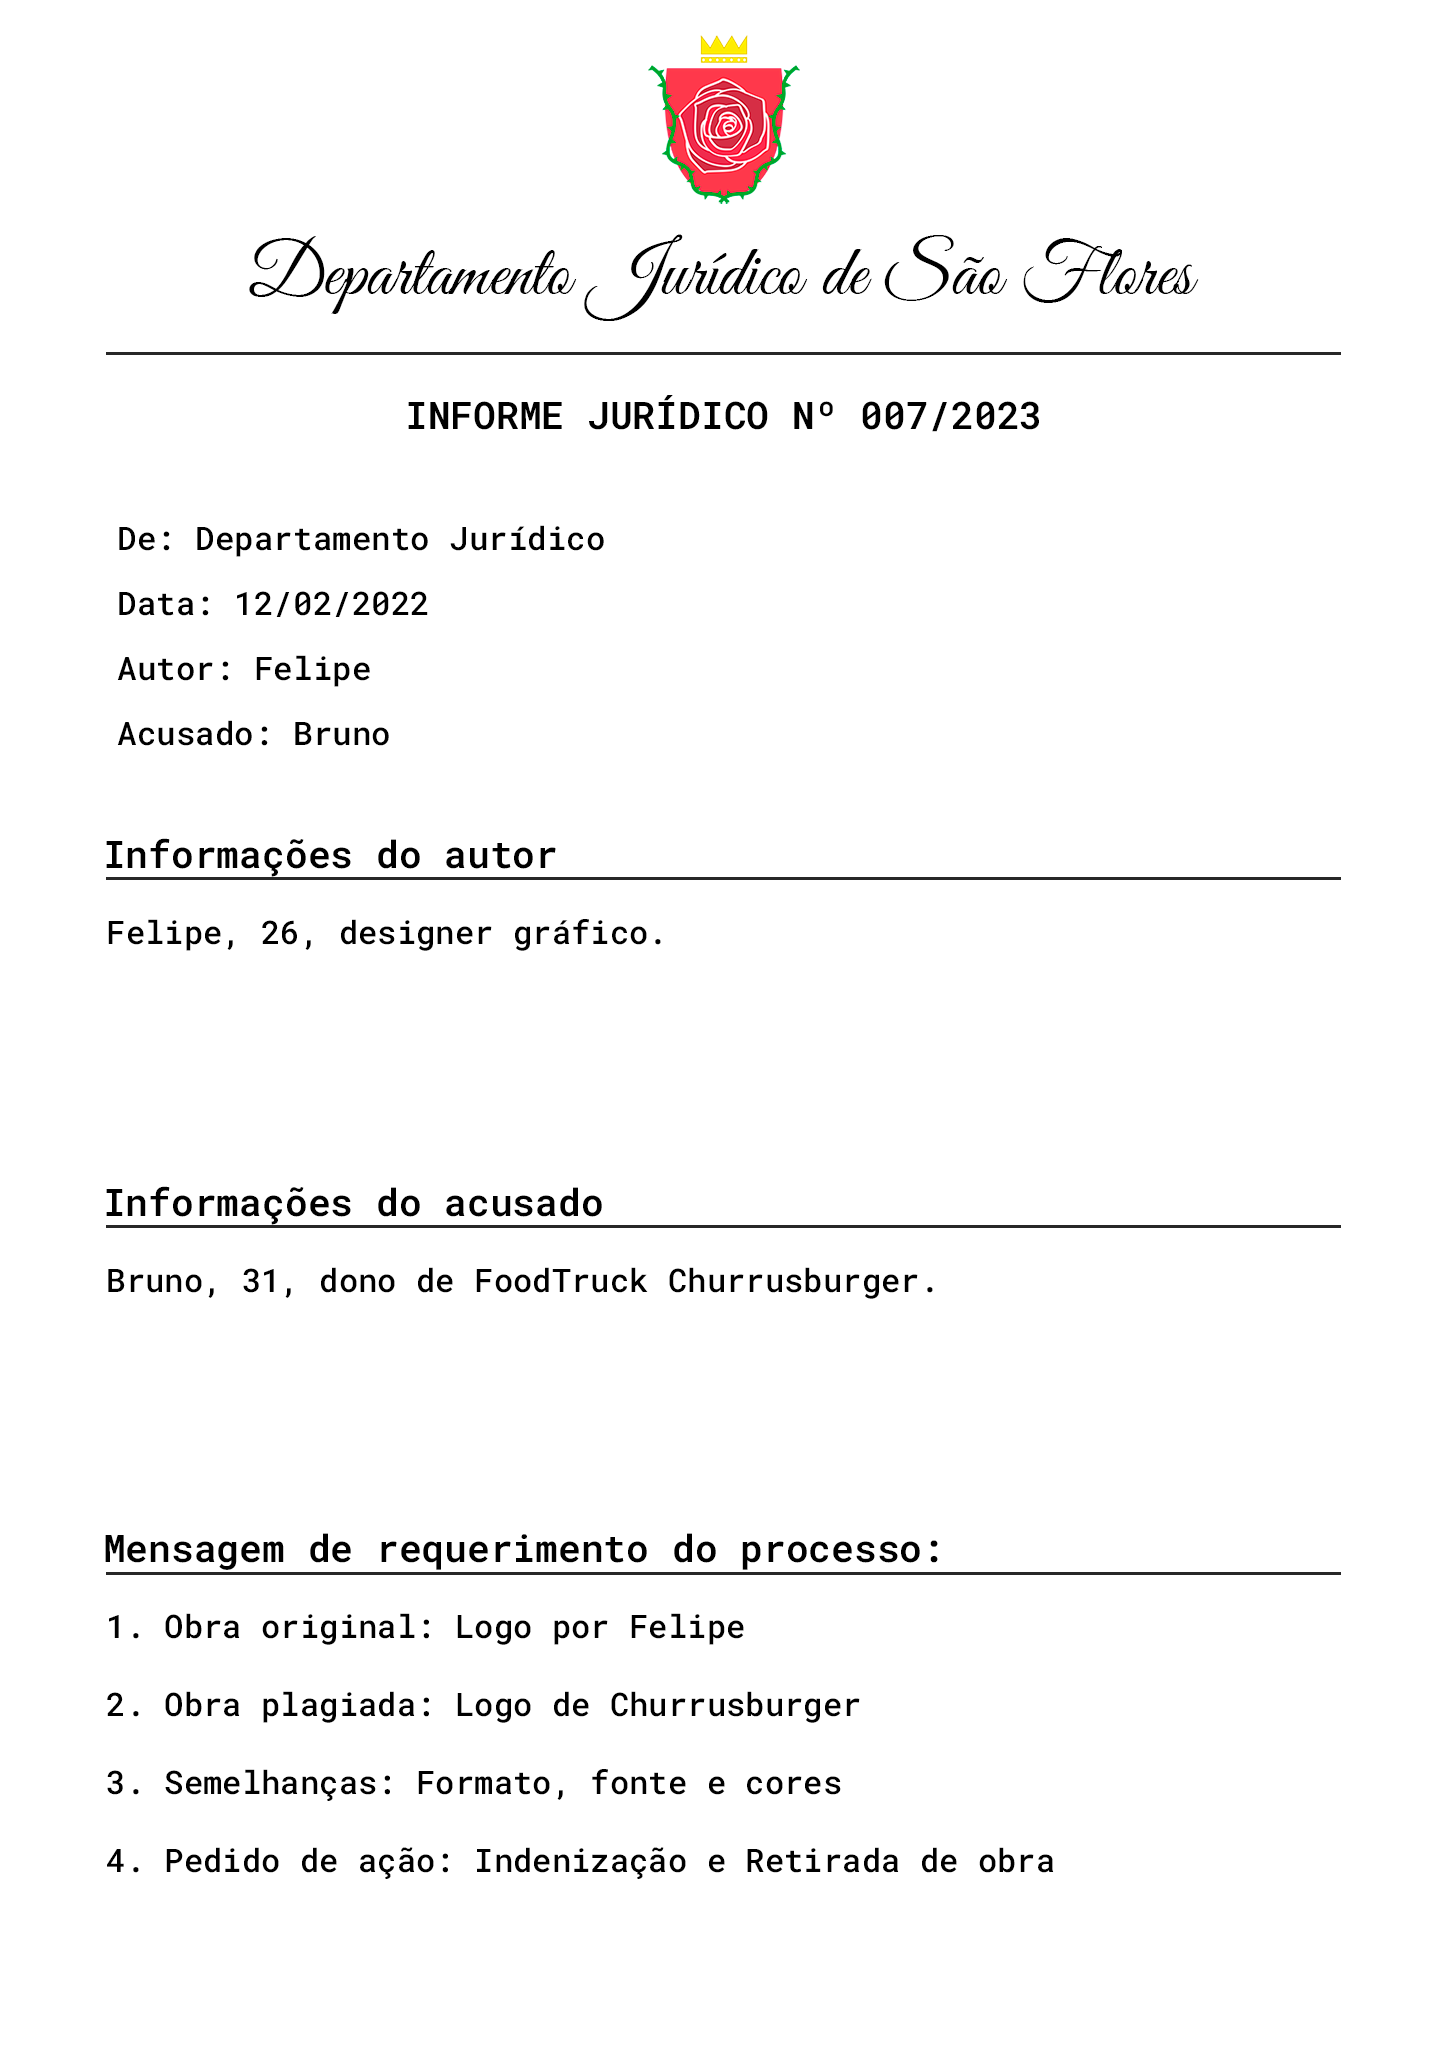 Departamento Jurídico de São Flores
INFORME JURÍDICO Nº 007/2023
De: Departamento Jurídico
Data: 12/02/2022
Autor: Felipe
Acusado: Bruno
Informações do autor
Felipe, 26, designer gráfico.
Informações do acusado
Bruno, 31, dono de FoodTruck Churrusburger.
Mensagem de requerimento do processo:
1. Obra original: Logo por Felipe
2. Obra plagiada: Logo de Churrusburger
3. Semelhanças: Formato, fonte e cores
4. Pedido de ação: Indenização e Retirada de obra